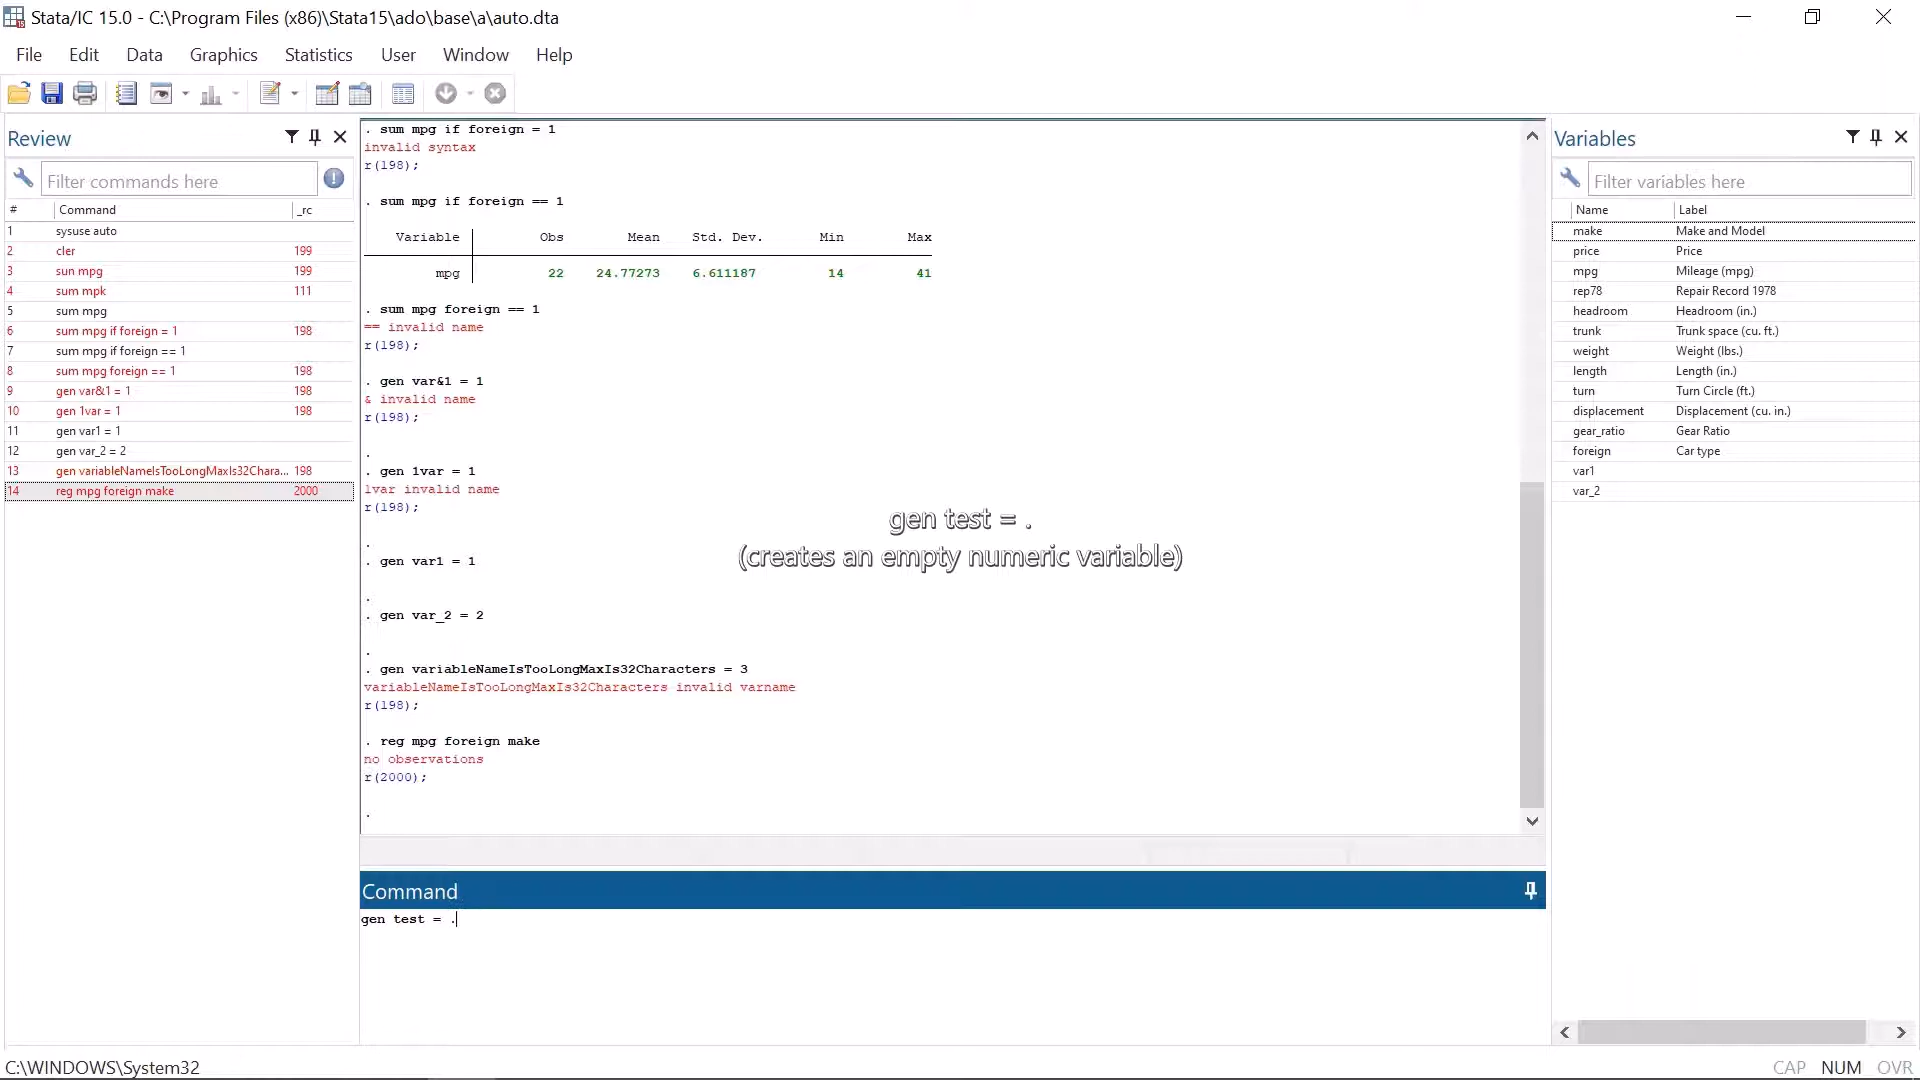 Stata/IC 15.0 - C:\Program Files (x86)\Stata15\ado\base\a\auto.dta
File Edit Data Graphics Statistics User Window Help
Review
Filter commands here
# Command _rc
1 sysuse auto
2 cler 199
3 sun mpg 199
4 sum mpk 111
5 sum mpg
6 sum mpg if foreign = 1 198
7 sum mpg if foreign == 1
8 sum mpg foreign == 1 198
9 gen var&1 = 1 198
10 gen 1var = 1 198
11 gen var1 = 1
12 gen var_2 = 2
13 gen variableNameIsTooLongMaxIs32Chara... 198
14 reg mpg foreign make 2000
. sum mpg if foreign = 1
invalid syntax
r(198);
. sum mpg if foreign == 1
Variable Obs Mean Std. Dev. Min Max
mpg 22 24.77273 6.611187 14 41
. sum mpg foreign == 1
== invalid name
r(198);
. gen var&1 = 1
& invalid name
r(198);
.
. gen 1var = 1
1var invalid name
r(198);
.
. gen var1 = 1
.
. gen var_2 = 2
.
. gen variableNameIsTooLongMaxIs32Characters = 3
variableNameIsTooLongMaxIs32Characters invalid varname
r(198);
. reg mpg foreign make
no observations
r(2000);
.
gen test = .
(creates an empty numeric variable)
Command
gen test = .
Variables
Filter variables here
Name Label
make Make and Model
price Price
mpg Mileage (mpg)
rep78 Repair Record 1978
headroom Headroom (in.)
trunk Trunk space (cu. ft.)
weight Weight (lbs.)
length Length (in.)
turn Turn Circle (ft.)
displacement Displacement (cu. in.)
gear_ratio Gear Ratio
foreign Car type
var1
var_2
C:\WINDOWS\System32
CAP NUM OVR